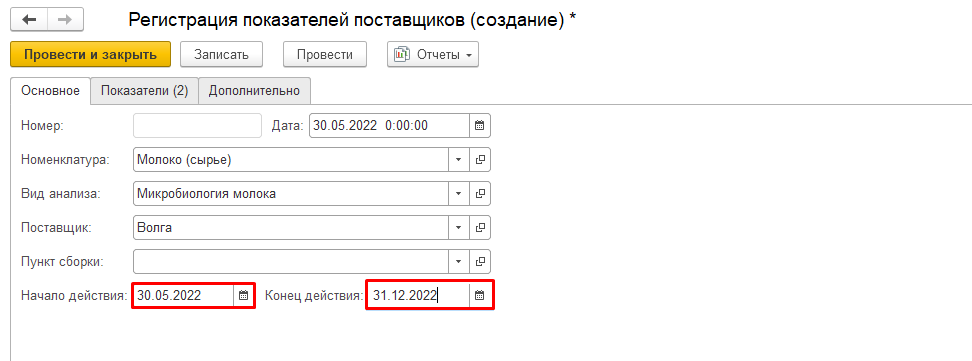 Регистрация показателей поставщиков (создание) *
Провести и закрыть Записать Провести Отчеты
Основное Показатели (2) Дополнительно
Номер: Дата: 30.05.2022 0:00:00
Номенклатура: Молоко (сырье)
Вид анализа: Микробиология молока
Поставщик: Волга
Пункт сборки:
Начало действия: 30.05.2022 Конец действия: 31.12.2022